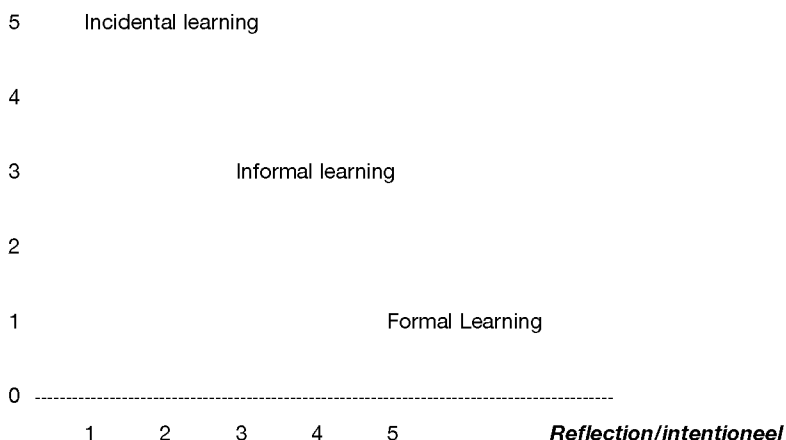 5 Incidental learning
4
3 Informal learning
2
1 Formal Learning
0 --------------------------------------------------------------------------------------------
1 2 3 4 5 Reflection/intentioneel